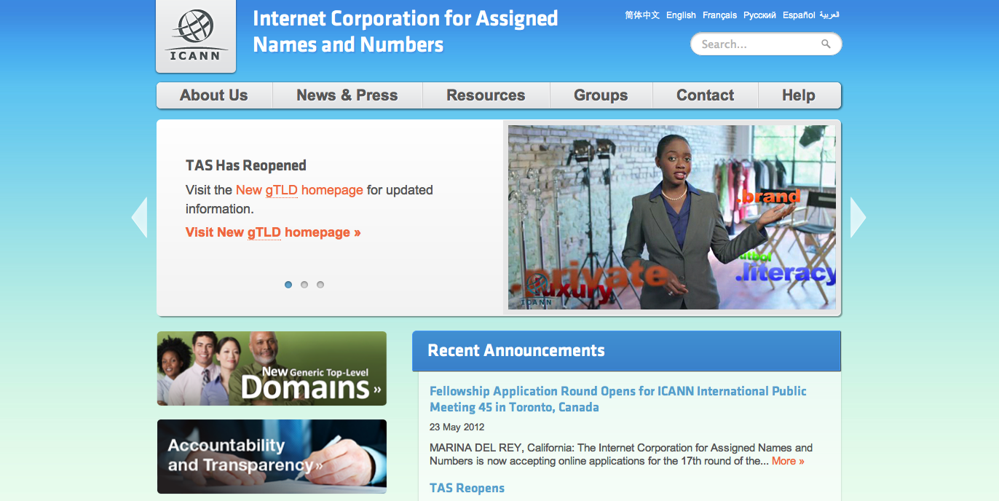 ICANN
Internet Corporation for Assigned
Names and Numbers
简体中文 English Français Русский Español العربية
Search...
About Us
News & Press
Resources
Groups
Contact
Help
TAS Has Reopened
Visit the New gTLD homepage for updated
information.
Visit New gTLD homepage »
.brand
futbol
.literacy
.private
luxury
ICANN
New Generic Top-Level
Domains »
Accountability
and Transparency»
Recent Announcements
Fellowship Application Round Opens for ICANN International Public
Meeting 45 in Toronto, Canada
23 May 2012
MARINA DEL REY, California: The Internet Corporation for Assigned Names and
Numbers is now accepting online applications for the 17th round of the... More »
TAS Reopens